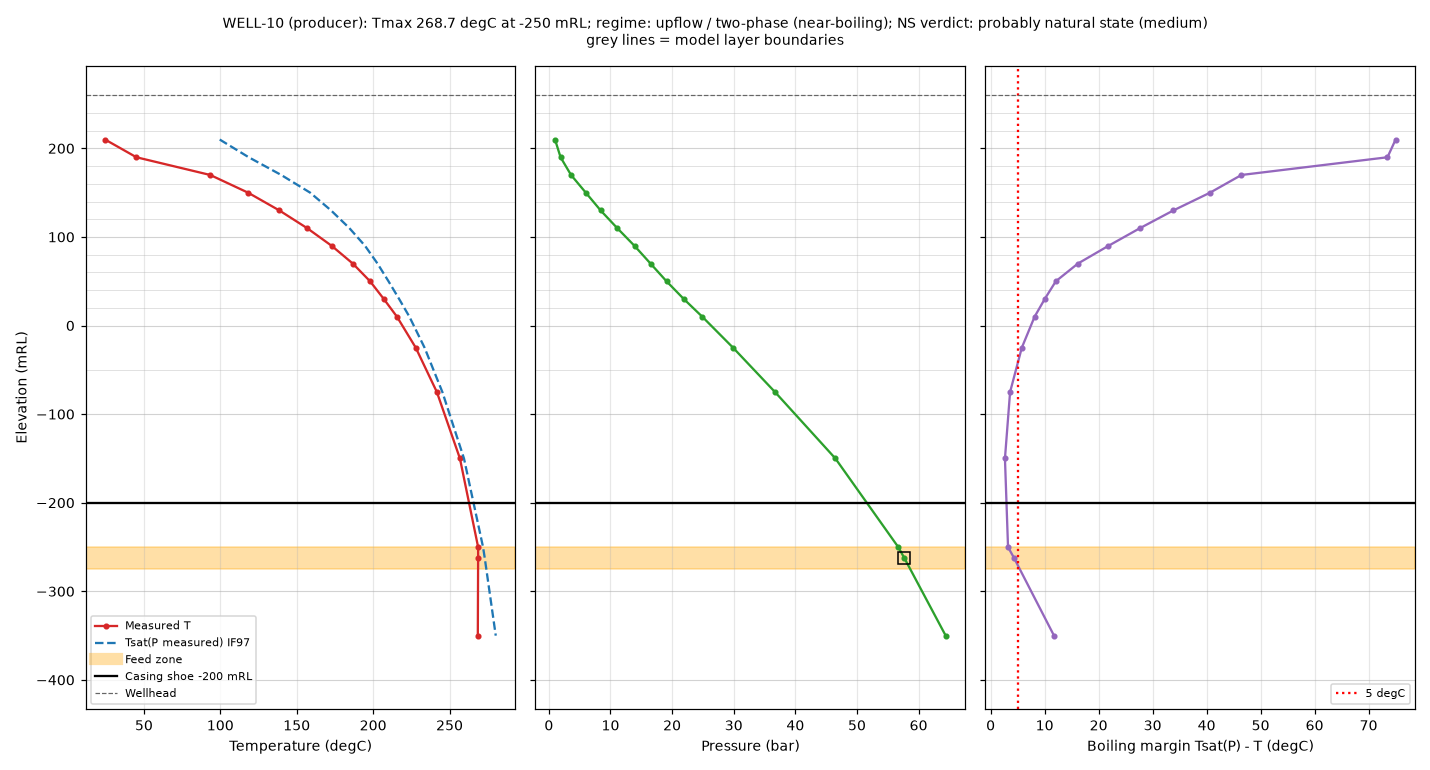 WELL-10 (producer): Tmax 268.7 degC at -250 mRL; regime: upflow / two-phase (near-boiling); NS verdict: probably natural state (medium)
grey lines = model layer boundaries
Elevation (mRL)
200
100
0
−100
−200
−300
−400
Measured T
Tsat(P measured) IF97
Feed zone
Casing shoe -200 mRL
Wellhead
50
100
150
200
250
Temperature (degC)
0
10
20
30
40
50
60
Pressure (bar)
5 degC
0
10
20
30
40
50
60
70
Boiling margin Tsat(P) - T (degC)